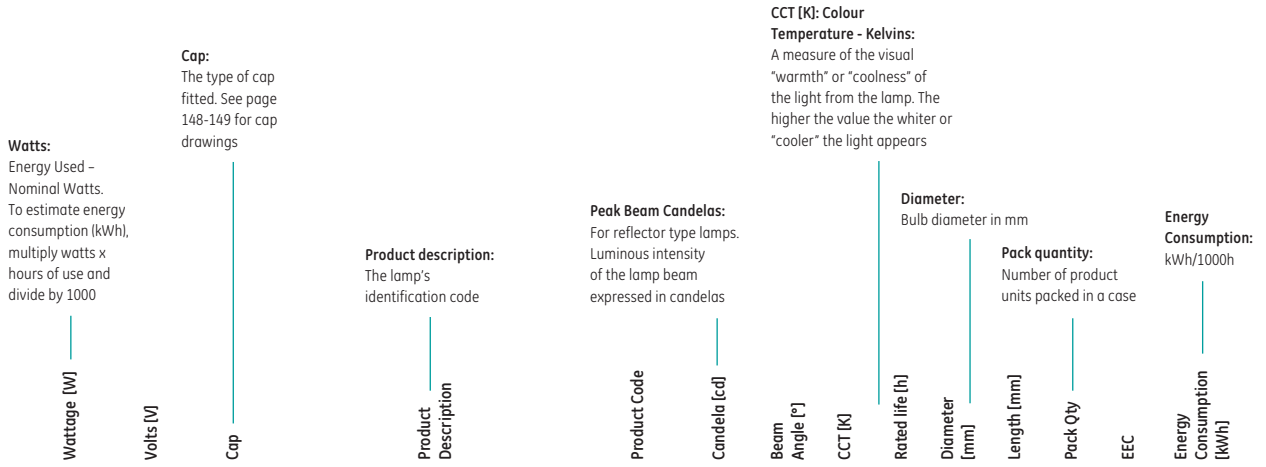 CCT [K]: Colour
Temperature - Kelvins:
A measure of the visual
“warmth” or “coolness” of
the light from the lamp. The
higher the value the whiter or
“cooler” the light appears
Cap:
The type of cap
fitted. See page
148-149 for cap
drawings
Watts:
Energy Used –
Nominal Watts.
To estimate energy
consumption (kWh),
multiply watts x
hours of use and
divide by 1000
Product description:
The lamp’s
identification code
Peak Beam Candelas:
For reflector type lamps.
Luminous intensity
of the lamp beam
expressed in candelas
Diameter:
Bulb diameter in mm
Pack quantity:
Number of product
units packed in a case
Energy
Consumption:
kWh/1000h
Wattage [W]
Volts [V]
Cap
Product
Description
Product Code
Candela [cd]
Beam
Angle [°]
CCT [K]
Rated life [h]
Diameter
[mm]
Length [mm]
Pack Qty
EEC
Energy
Consumption
[kWh]